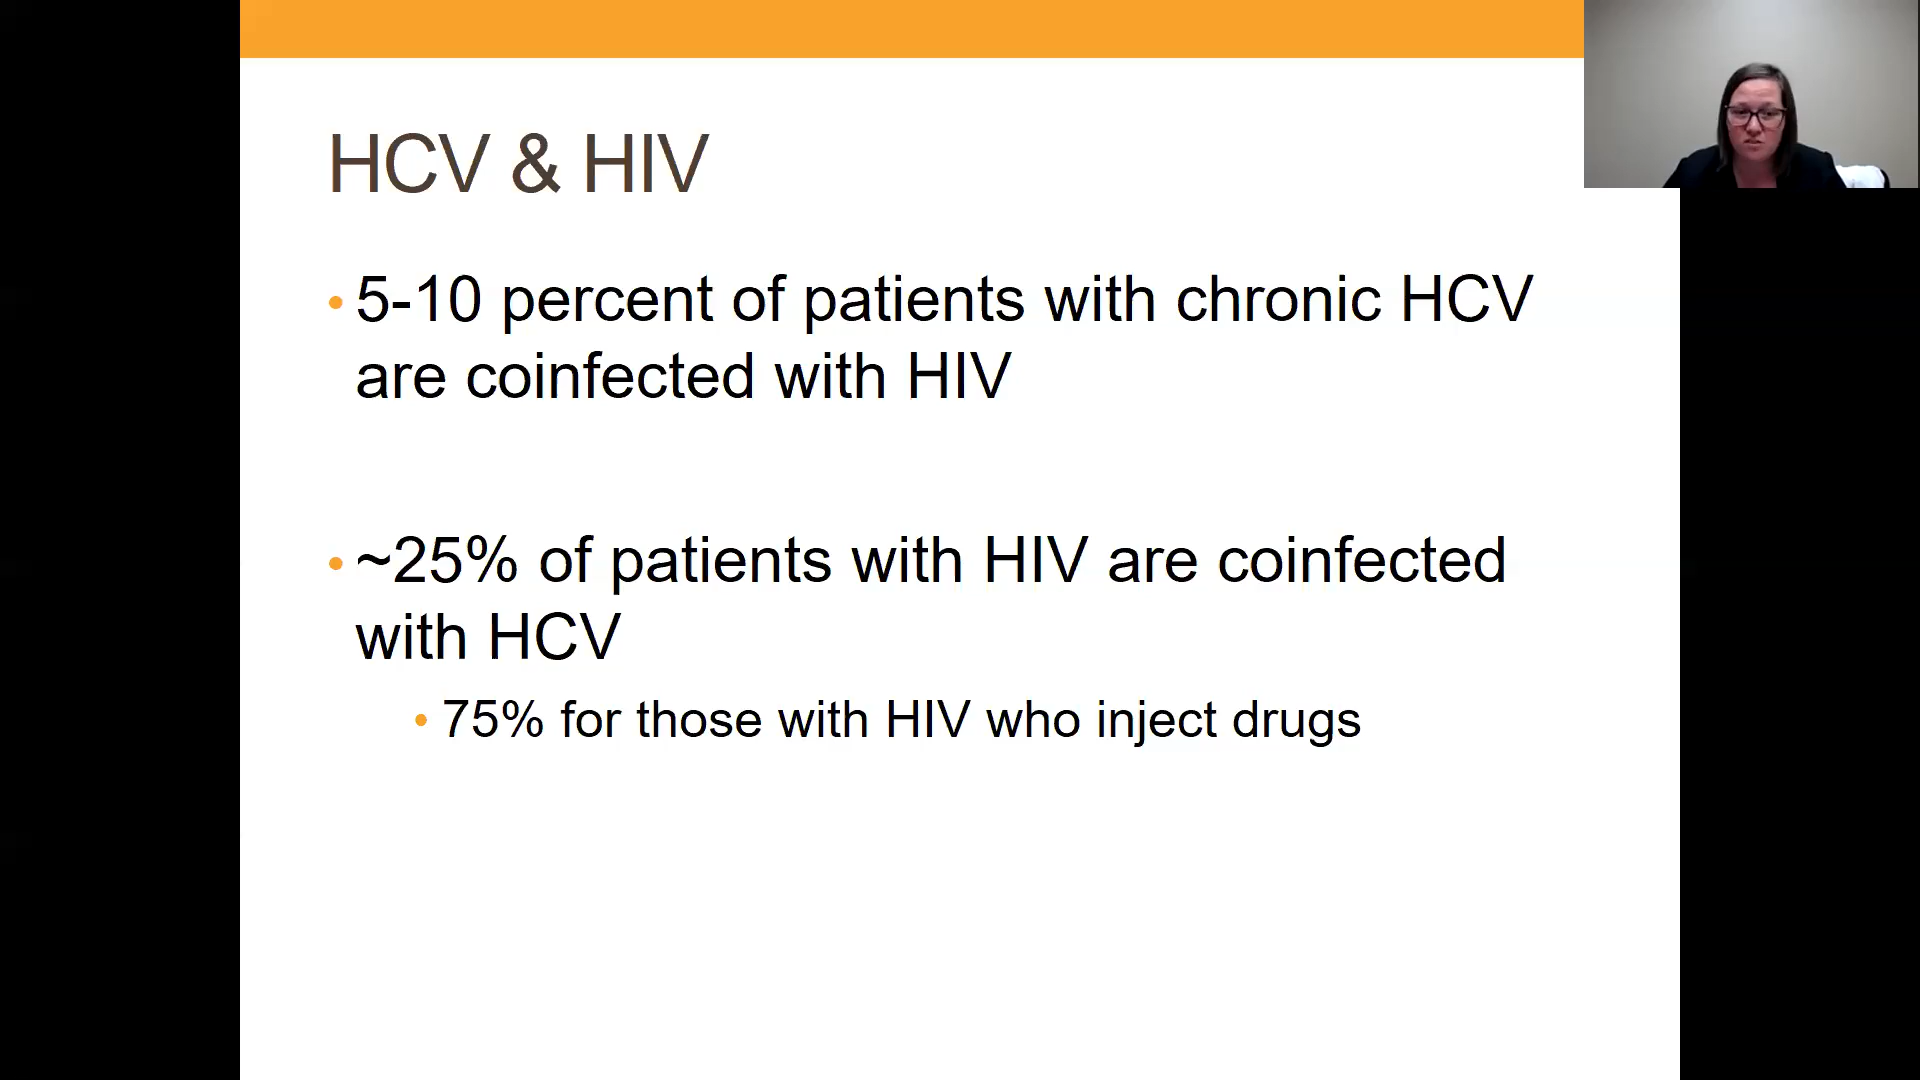 HCV & HIV
• 5-10 percent of patients with chronic HCV
are coinfected with HIV
• ~25% of patients with HIV are coinfected
with HCV
• 75% for those with HIV who inject drugs